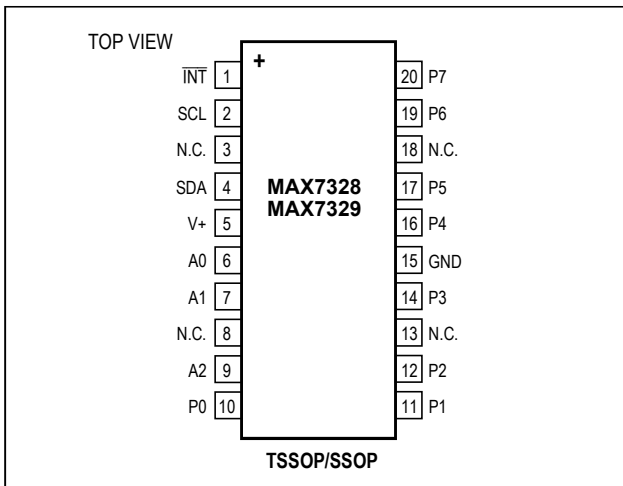 TOP VIEW
+
INT 1 20 P7
SCL 2 19 P6
N.C. 3 18 N.C.
SDA 4 MAX7328 17 P5
MAX7329
V+ 5 16 P4
A0 6 15 GND
A1 7 14 P3
N.C. 8 13 N.C.
A2 9 12 P2
P0 10 11 P1
TSSOP/SSOP